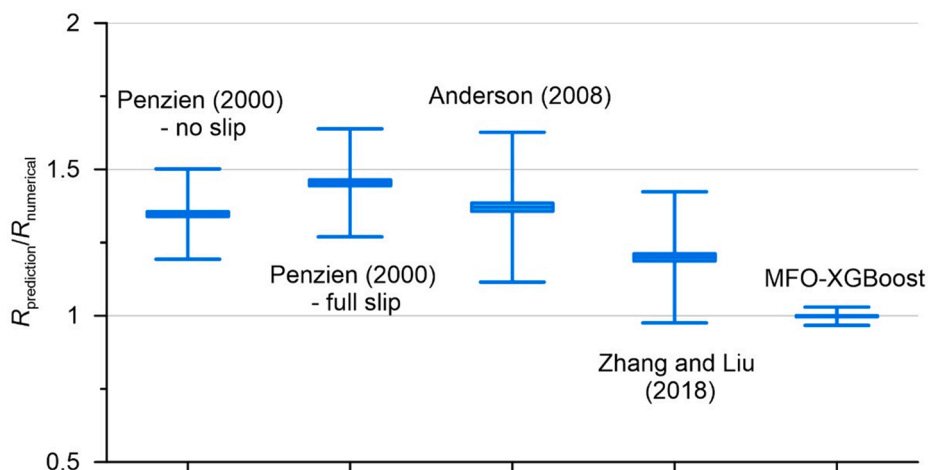 2
Penzien (2000)
- no slip
Anderson (2008)
1.5
Rprediction/Rnumerical
Penzien (2000)
- full slip
MFO-XGBoost
1
Zhang and Liu
(2018)
0.5